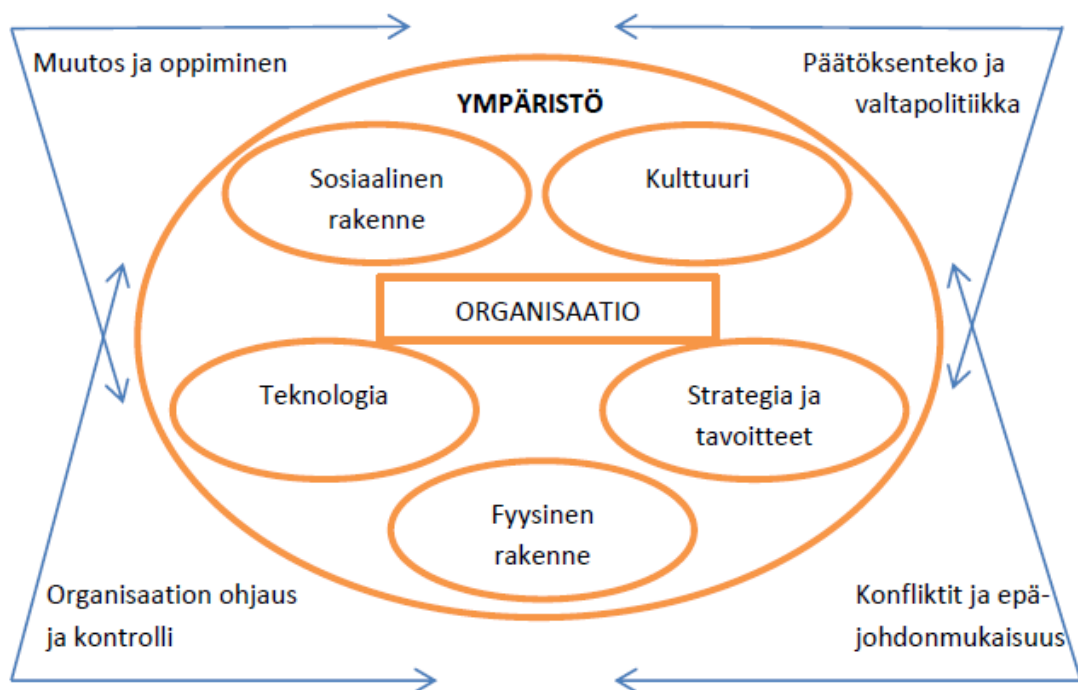 Muutos ja oppiminen
Päätöksenteko ja
valtapolitiikka
YMPÄRISTÖ
Sosiaalinen
rakenne
Kulttuuri
ORGANISAATIO
Teknologia
Strategia ja
tavoitteet
Fyysinen
rakenne
Organisaation ohjaus
ja kontrolli
Konfliktit ja epä-
johdonmukaisuus